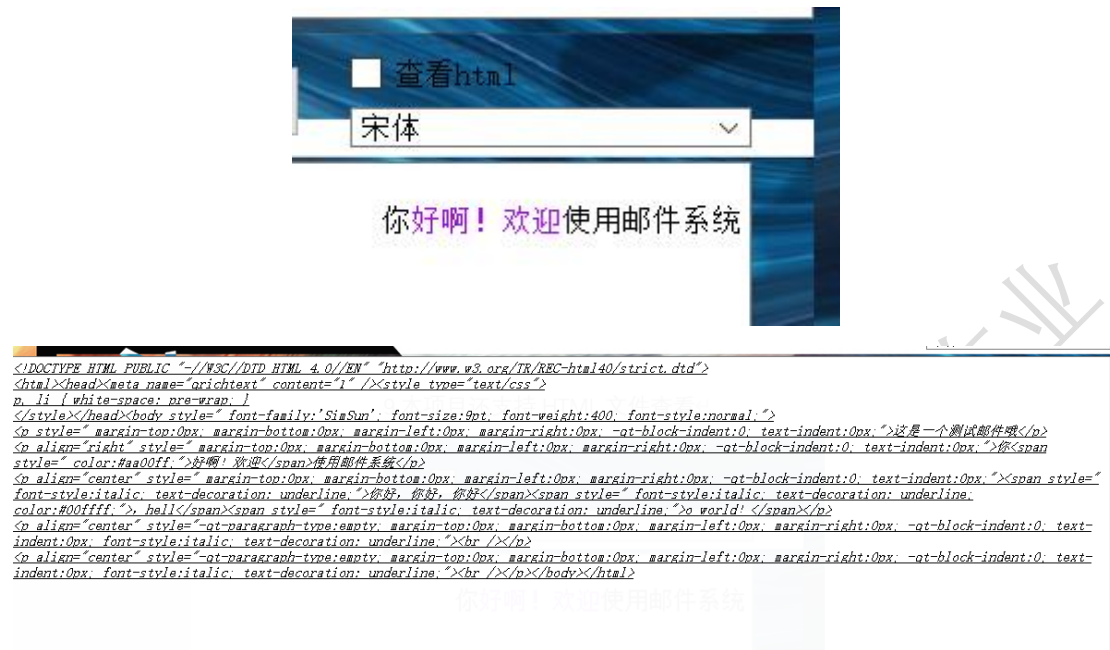 查看html
宋体
你好啊！欢迎使用邮件系统
业
<!DOCTYPE HTML PUBLIC "-//W3C//DTD HTML 4.0//EN" "http://www.w3.org/TR/REC-html40/strict.dtd">
<html><head><meta name="qrichtext" content="1" /><style type="text/css">
p, li { white-space: pre-wrap; }
</style></head><body style=" font-family:'SimSun'; font-size:9pt; font-weight:400; font-style:normal;">
<p style=" margin-top:0px; margin-bottom:0px; margin-left:0px; margin-right:0px; -qt-block-indent:0; text-indent:0px;">这是一个测试邮件哦</p>
<p align="right" style=" margin-top:0px; margin-bottom:0px; margin-left:0px; margin-right:0px; -qt-block-indent:0; text-indent:0px;">你<span
style=" color:#aa00ff;">好啊！欢迎</span>使用邮件系统</p>
<p align="center" style=" margin-top:0px; margin-bottom:0px; margin-left:0px; margin-right:0px; -qt-block-indent:0; text-indent:0px;"><span style="
font-style:italic; text-decoration: underline;">你好，你好，你好</span><span style=" font-style:italic; text-decoration: underline;
color:#00ffff;">，hell</span><span style=" font-style:italic; text-decoration: underline;">o world! </span></p>
<p align="center" style="-qt-paragraph-type:empty; margin-top:0px; margin-bottom:0px; margin-left:0px; margin-right:0px; -qt-block-indent:0; text-
indent:0px; font-style:italic; text-decoration: underline;"><br /></p>
<p align="center" style="-qt-paragraph-type:empty; margin-top:0px; margin-bottom:0px; margin-left:0px; margin-right:0px; -qt-block-indent:0; text-
indent:0px; font-style:italic; text-decoration: underline;"><br /></p></body></html>
你好啊！欢迎使用邮件系统